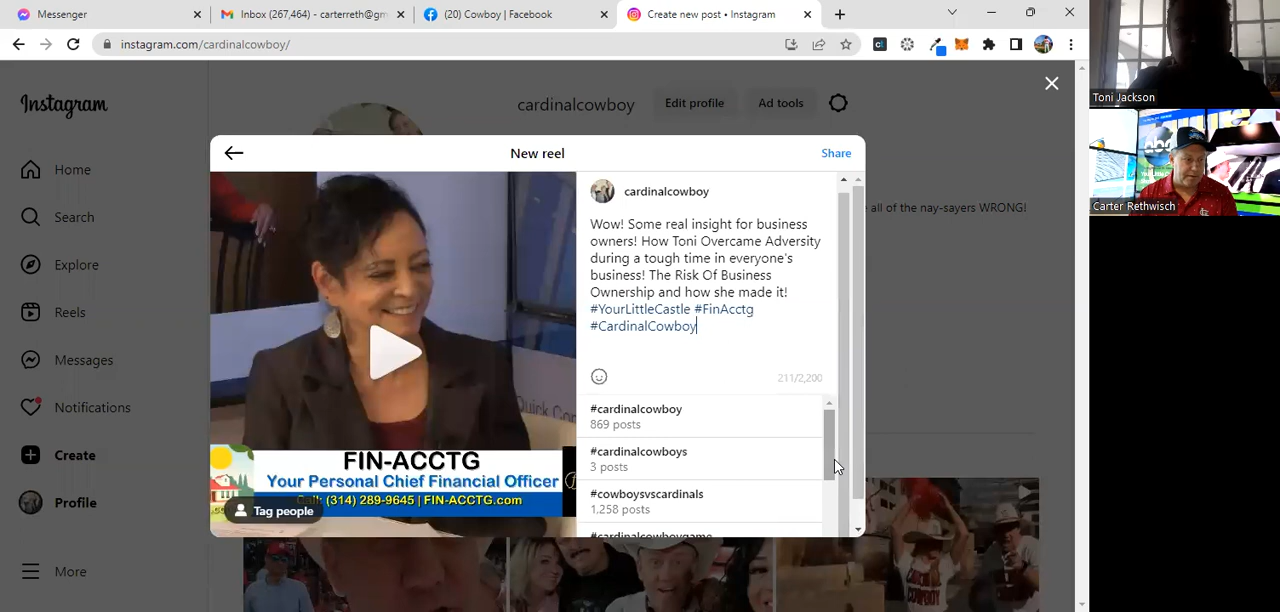 Messenger
Inbox (267,464) - carterreth@gm
(20) Cowboy | Facebook
Create new post • Instagram
instagram.com/cardinalcowboy/
Instagram
cardinalcowboy
Edit profile
Ad tools
Home
Search
Explore
Reels
Messages
Notifications
Create
Profile
More
all of the nay-sayers WRONG!
New reel
Share
cardinalcowboy
Wow! Some real insight for business
owners! How Toni Overcame Adversity
during a tough time in everyone's
business! The Risk Of Business
Ownership and how she made it!
#YourLittleCastle #FinAcctg
#CardinalCowboy
211/2,200
#cardinalcowboy
869 posts
#cardinalcowboys
3 posts
#cowboysvscardinals
1,258 posts
#cardinalcowboygame
Quick Con
FIN-ACCTG
Your Personal Chief Financial Officer
Call: (314) 289-9645 | FIN-ACCTG.com
Tag people
Toni Jackson
abc
Carter Rethwisch